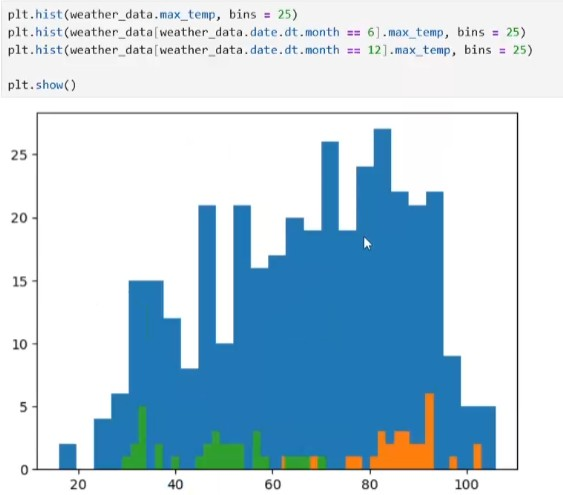 plt.hist(weather_data.max_temp, bins = 25)
plt.hist(weather_data[weather_data.date.dt.month == 6].max_temp, bins = 25)
plt.hist(weather_data[weather_data.date.dt.month == 12].max_temp, bins = 25)
plt.show()
25
20
15
10
5
0
20 40 60 80 100